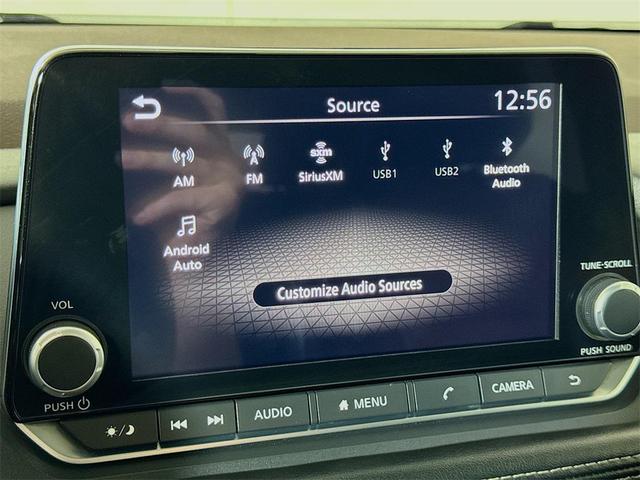 Source
12:56
AM
FM
sxm
SiriusXM
USB1
USB2
Bluetooth
Audio
Android
Auto
Customize Audio Sources
VOL
PUSH
TUNE·SCROLL
PUSH SOUND
AUDIO
MENU
CAMERA